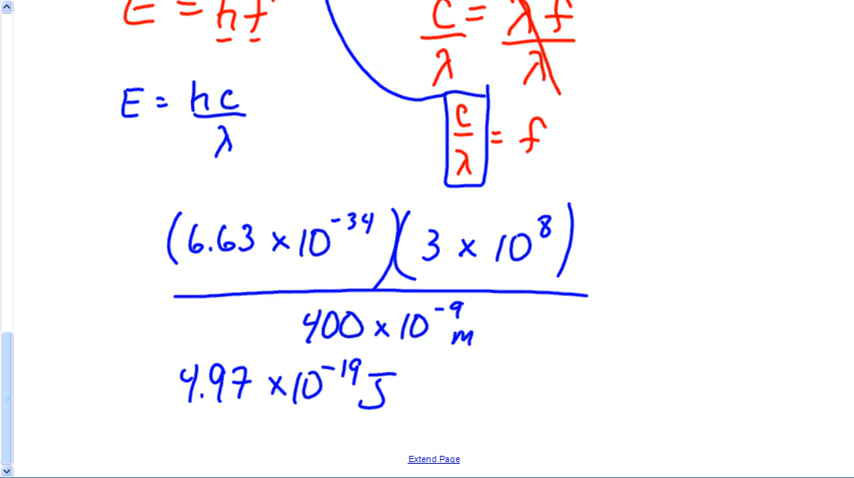 E = hf
c/λ = λf/λ
E = hc/λ
c/λ = f
(6.63 × 10⁻³⁴)(3 × 10⁸)
400 × 10⁻⁹ m
4.97 × 10⁻¹⁹ J
Extend Page